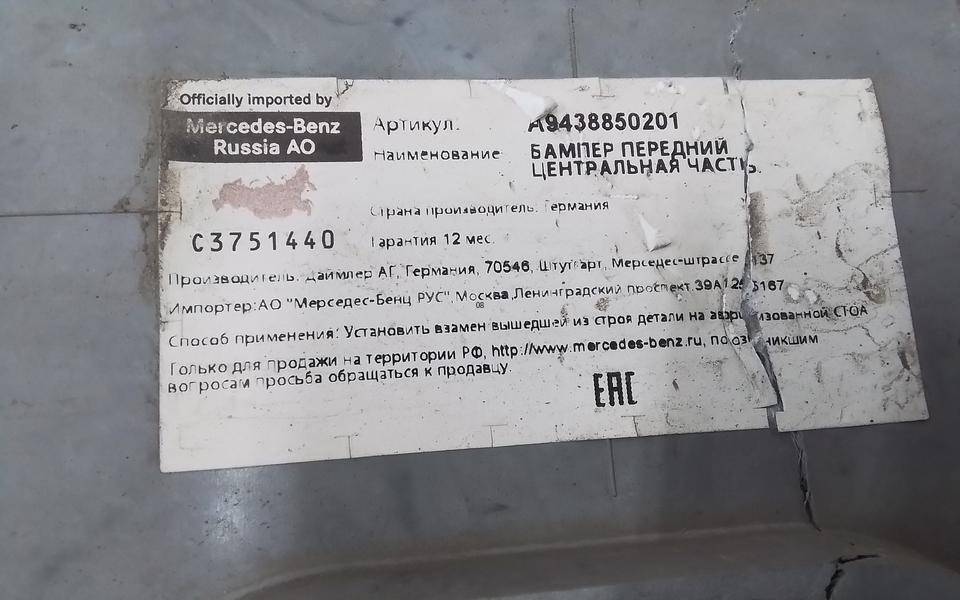 Officially imported by
Mercedes-Benz
Russia AO
C3751440
Артикул: A9438850201
Наименование: БАМПЕР ПЕРЕДНИЙ
ЦЕНТРАЛЬНАЯ ЧАСТЬ.
Страна производитель: Германия
Гарантия 12 мес.
Производитель: Даймлер АГ, Германия, 70546, Штутгарт, Мерседес-штрассе 137
Импортер:АО "Мерседес-Бенц РУС", Москва,Ленинградский проспект,39А
08
Способ применения: Установить взамен вышедшей из строя детали на авторизованной СТОА
Только для продажи на территории РФ, http://www.mercedes-benz.ru, по возникшим
вопросам просьба обращаться к продавцу.
EAC